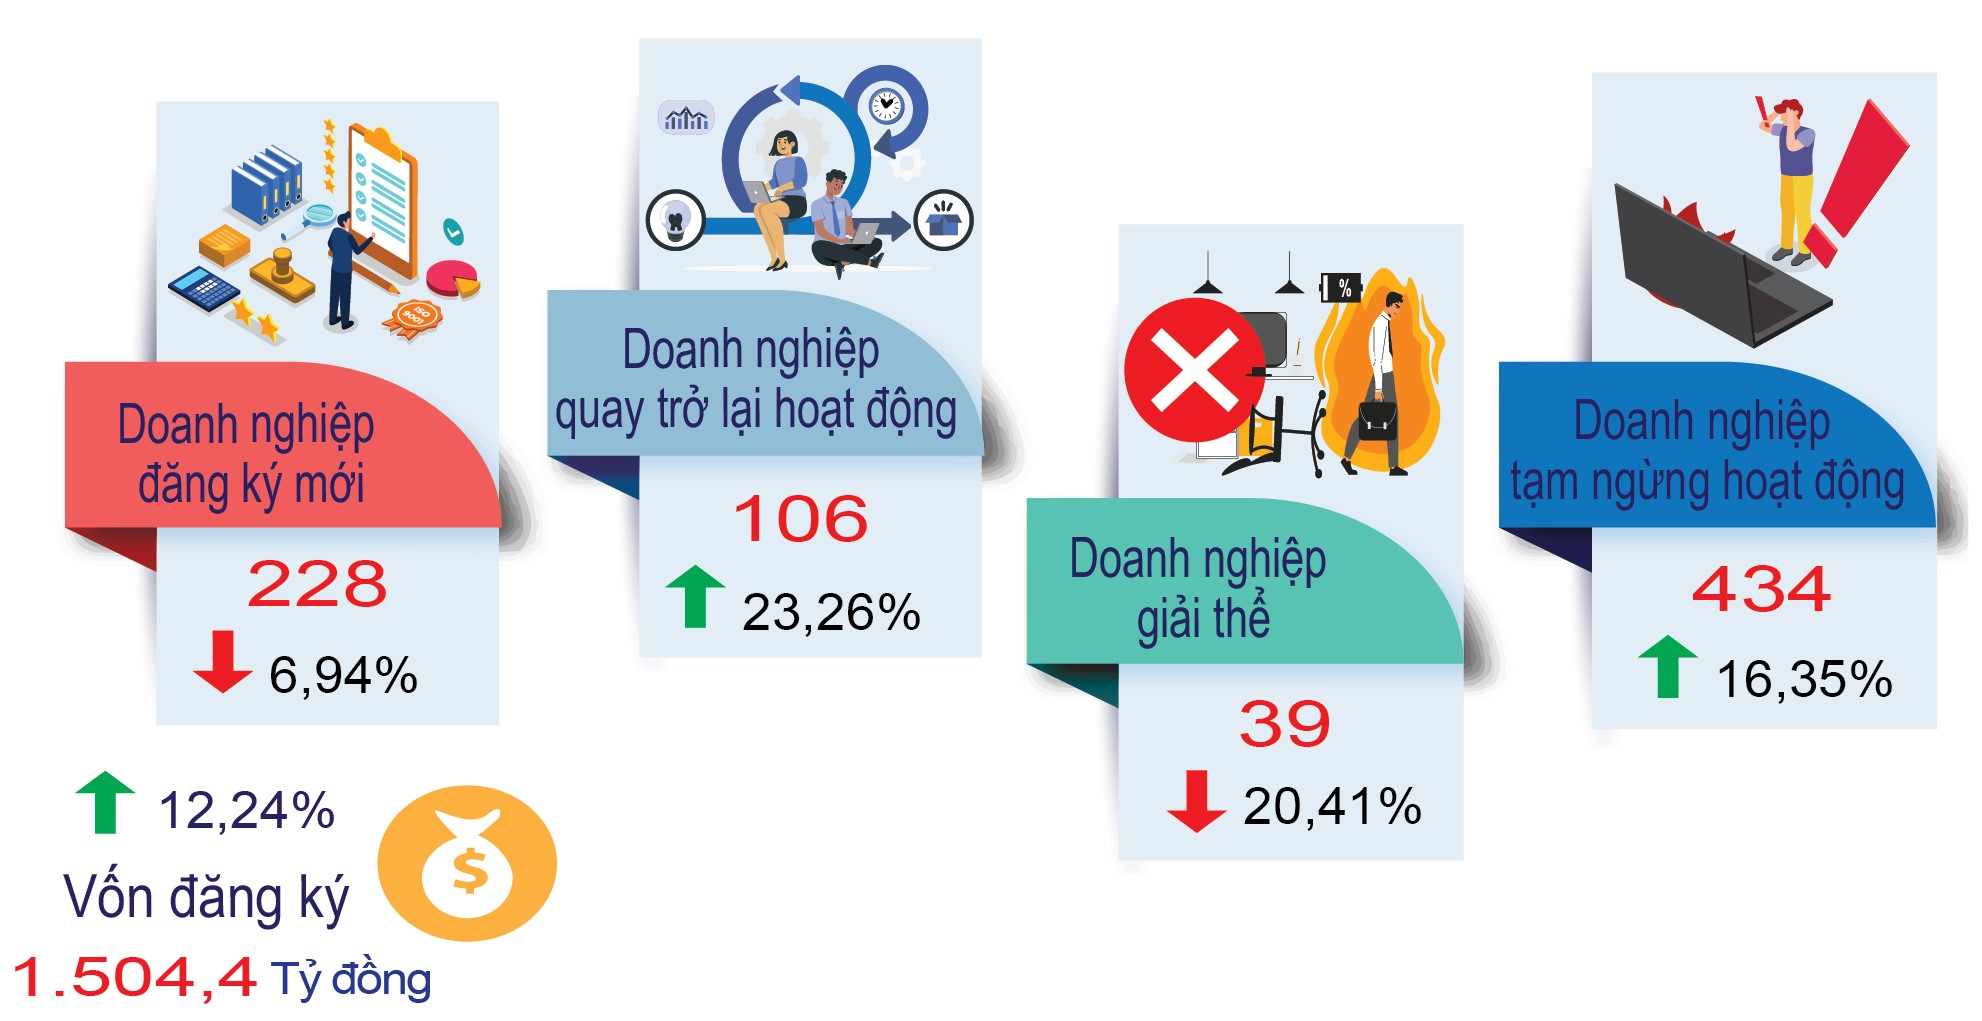 Doanh nghiệp
đăng ký mới
228
6,94%
12,24%
Vốn đăng ký
1.504,4 Tỷ đồng
$
ISO
9001
Doanh nghiệp
quay trở lại hoạt động
106
23,26%
%
Doanh nghiệp
giải thể
39
20,41%
Doanh nghiệp
tạm ngừng hoạt động
434
16,35%